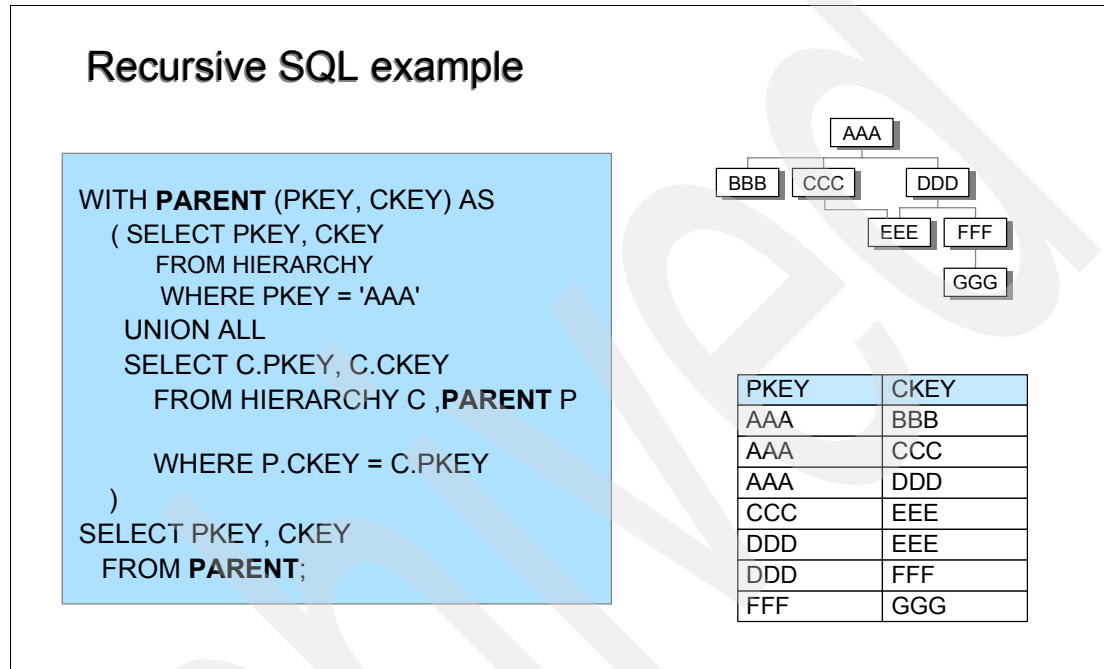 Recursive SQL example
WITH PARENT (PKEY, CKEY) AS
( SELECT PKEY, CKEY
FROM HIERARCHY
WHERE PKEY = 'AAA'
UNION ALL
SELECT C.PKEY, C.CKEY
FROM HIERARCHY C ,PARENT P
WHERE P.CKEY = C.PKEY
)
SELECT PKEY, CKEY
FROM PARENT;
AAA
BBB CCC DDD
EEE FFF
GGG
PKEY CKEY
AAA BBB
AAA CCC
AAA DDD
CCC EEE
DDD EEE
DDD FFF
FFF GGG